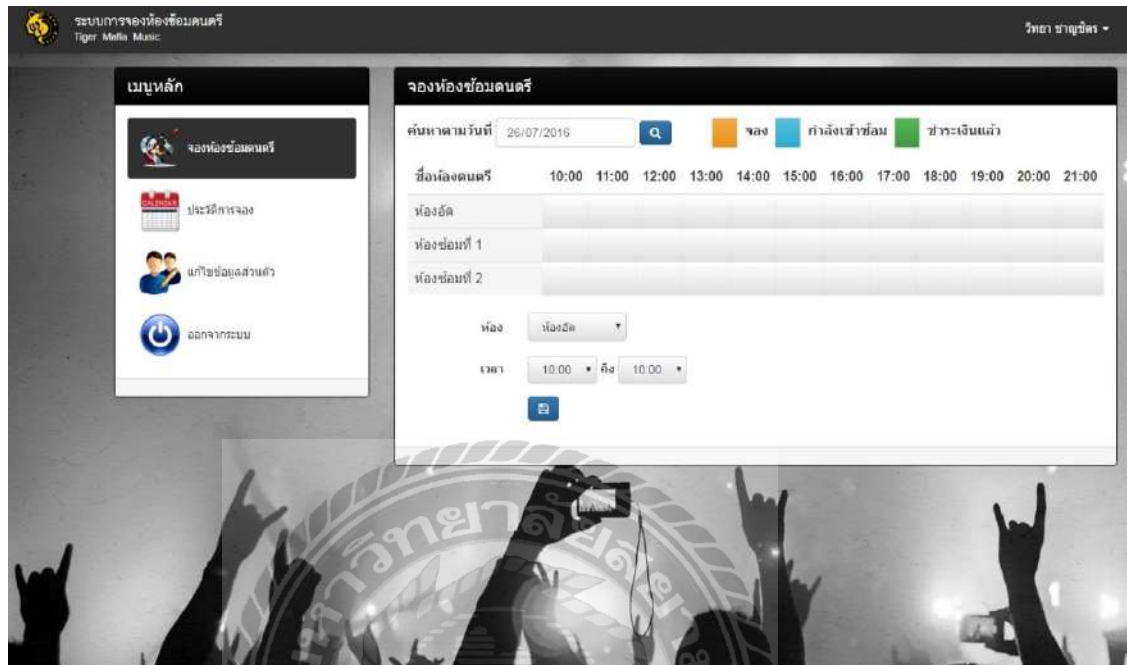 ระบบการจองห้องซ้อมดนตรี
Tiger Mafia Music
วิทยา ชาญชิตร
เมนูหลัก
จองห้องซ้อมดนตรี
ประวัติการจอง
แก้ไขข้อมูลส่วนตัว
ออกจากระบบ
จองห้องซ้อมดนตรี
ค้นหาตามวันที่ 26/07/2016 จอง กำลังเข้าซ้อม ชำระเงินแล้ว
ชื่อห้องดนตรี 10:00 11:00 12:00 13:00 14:00 15:00 16:00 17:00 18:00 19:00 20:00 21:00
ห้องอัด
ห้องซ้อมที่ 1
ห้องซ้อมที่ 2
ห้อง ห้องอัด
เวลา 10:00 ถึง 10:00
CALENDAR